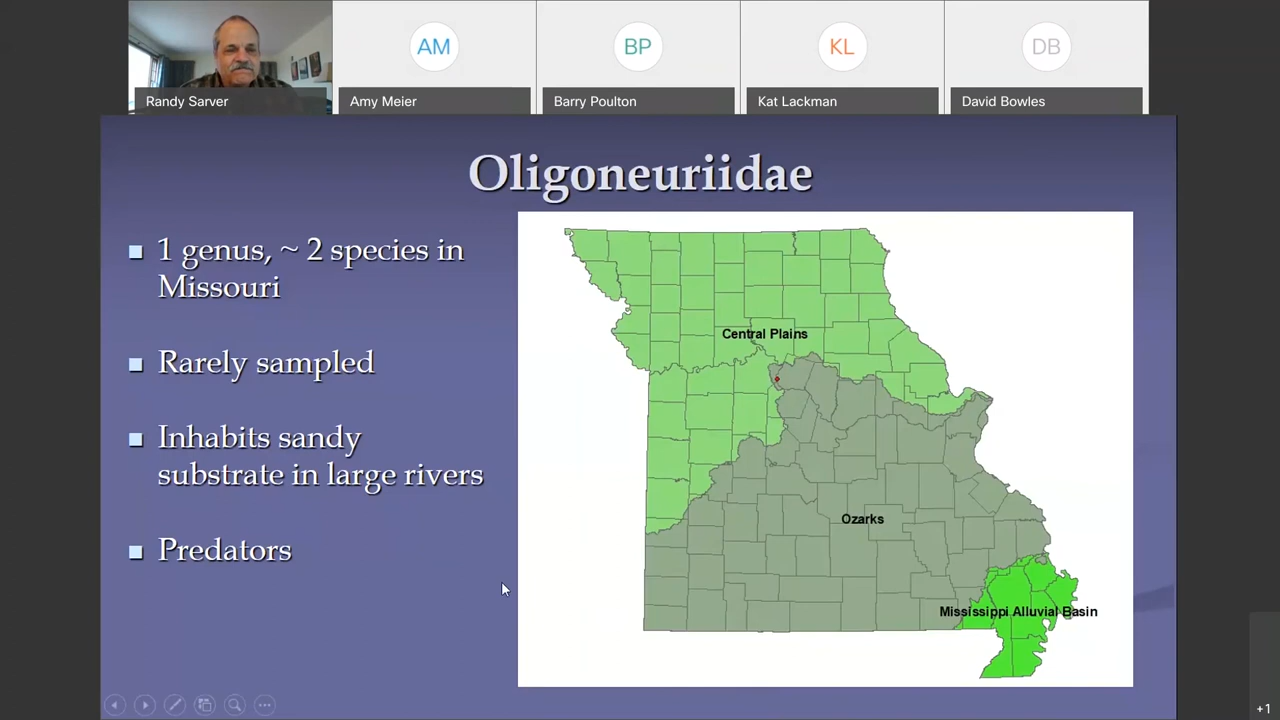 AM
BP
KL
DB
Randy Sarver
Amy Meier
Barry Poulton
Kat Lackman
David Bowles
Oligoneuriidae
1 genus, ~ 2 species in
Missouri
Rarely sampled
Inhabits sandy
substrate in large rivers
Predators
Central Plains
Ozarks
Mississippi Alluvial Basin
+1